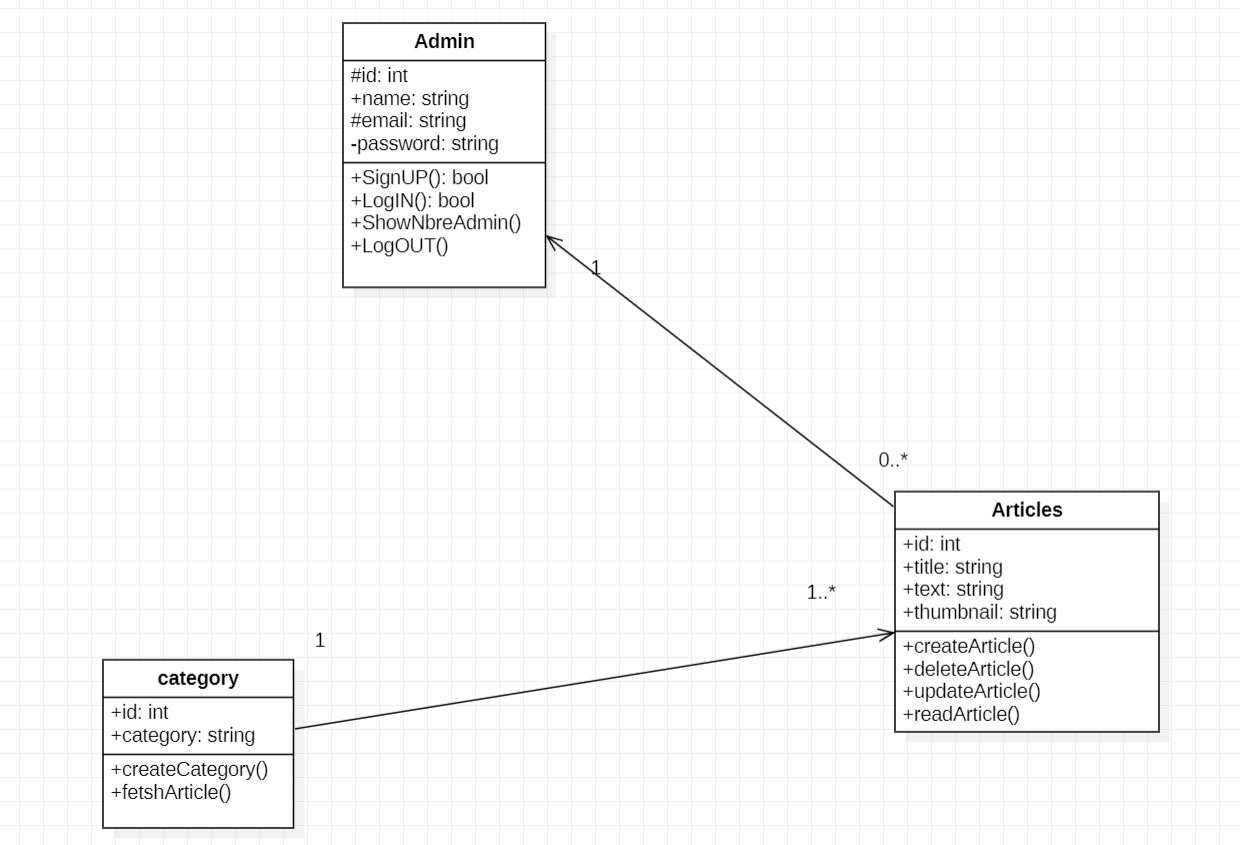 Admin
#id: int
+name: string
#email: string
-password: string
+SignUP(): bool
+LogIN(): bool
+ShowNbreAdmin()
+LogOUT()
1
0..*
Articles
+id: int
+title: string
+text: string
+thumbnail: string
+createArticle()
+deleteArticle()
+updateArticle()
+readArticle()
1..*
1
category
+id: int
+category: string
+createCategory()
+fetshArticle()